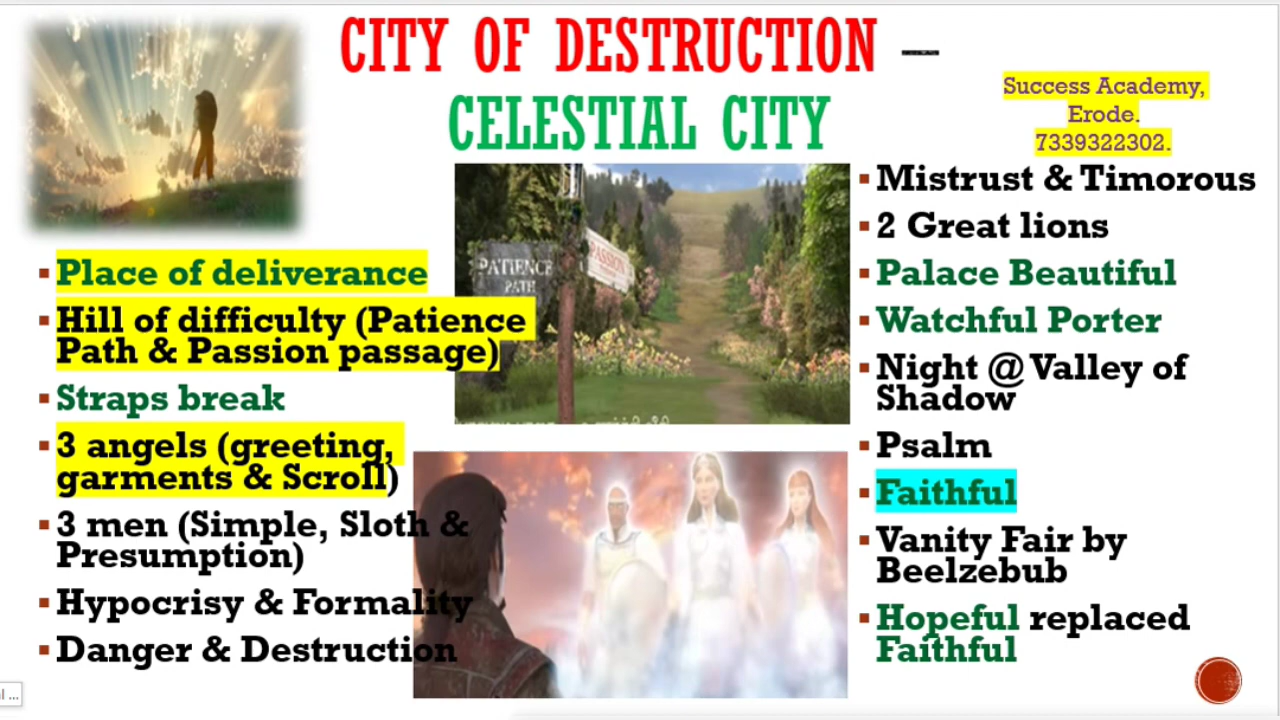 CITY OF DESTRUCTION –
CELESTIAL CITY
Success Academy,
Erode.
7339322302.
▪ Place of deliverance
▪ Hill of difficulty (Patience
Path & Passion passage)
▪ Straps break
▪ 3 angels (greeting,
garments & Scroll)
▪ 3 men (Simple, Sloth &
Presumption)
▪ Hypocrisy & Formality
▪ Danger & Destruction
PATIENCE
PATH
PASSION
▪ Mistrust & Timorous
▪ 2 Great lions
▪ Palace Beautiful
▪ Watchful Porter
▪ Night @ Valley of
Shadow
▪ Psalm
▪ Faithful
▪ Vanity Fair by
Beelzebub
▪ Hopeful replaced
Faithful